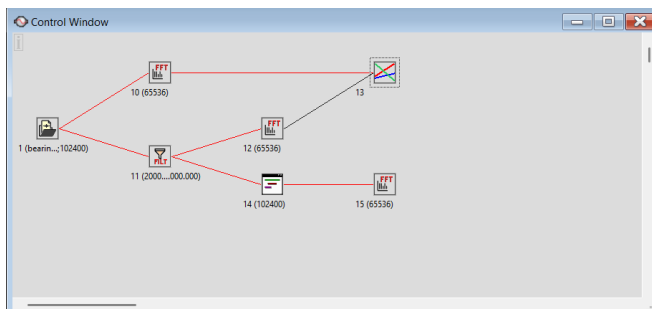 Control Window
FFT
10 (65536)
13
1 (bearin...;102400)
FILT
11 (2000....000.000)
FFT
12 (65536)
14 (102400)
FFT
15 (65536)